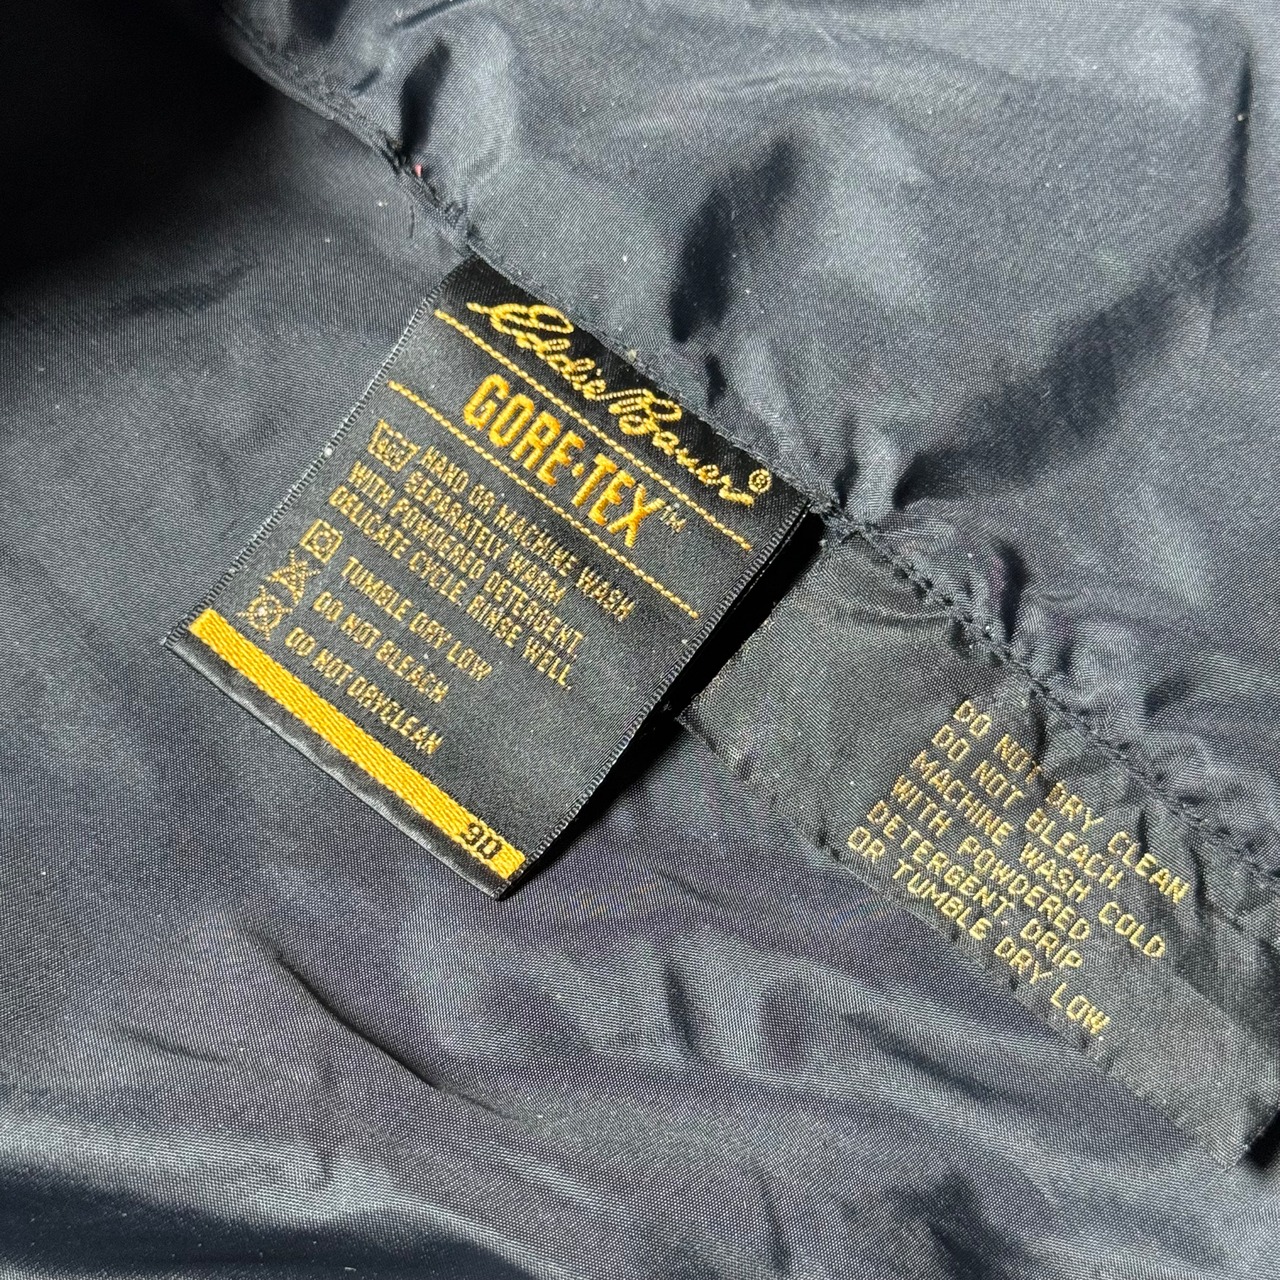 Eddie Bauer®
GORE-TEX™
HAND OR MACHINE WASH
SEPARATELY WARM
WITH POWDERED DETERGENT,
DELICATE CYCLE RINSE WELL.
TUMBLE DRY LOW
DO NOT BLEACH
DO NOT DRYCLEAN
90
DO NOT DRY CLEAN
DO NOT BLEACH
MACHINE WASH COLD
WITH POWDERED
DETERGENT, DRIP
OR TUMBLE DRY LOW